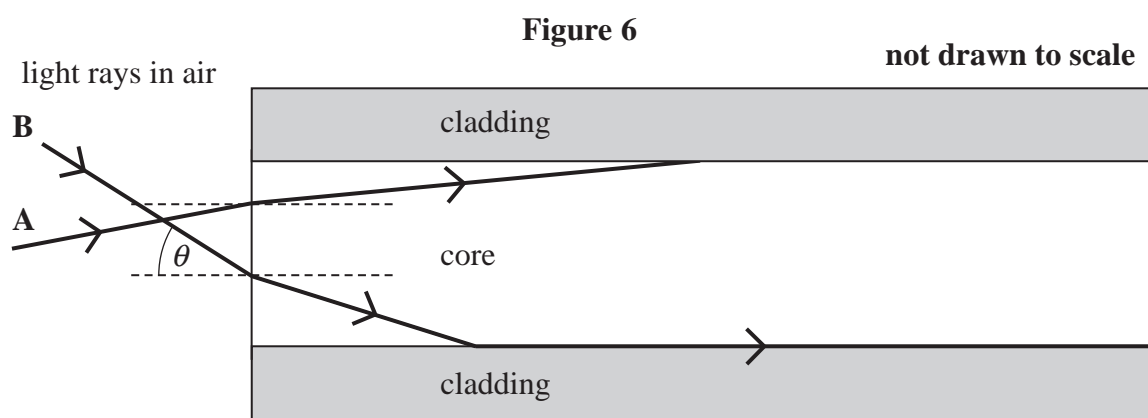 Figure 6
not drawn to scale
light rays in air
cladding
B
A
θ
core
cladding